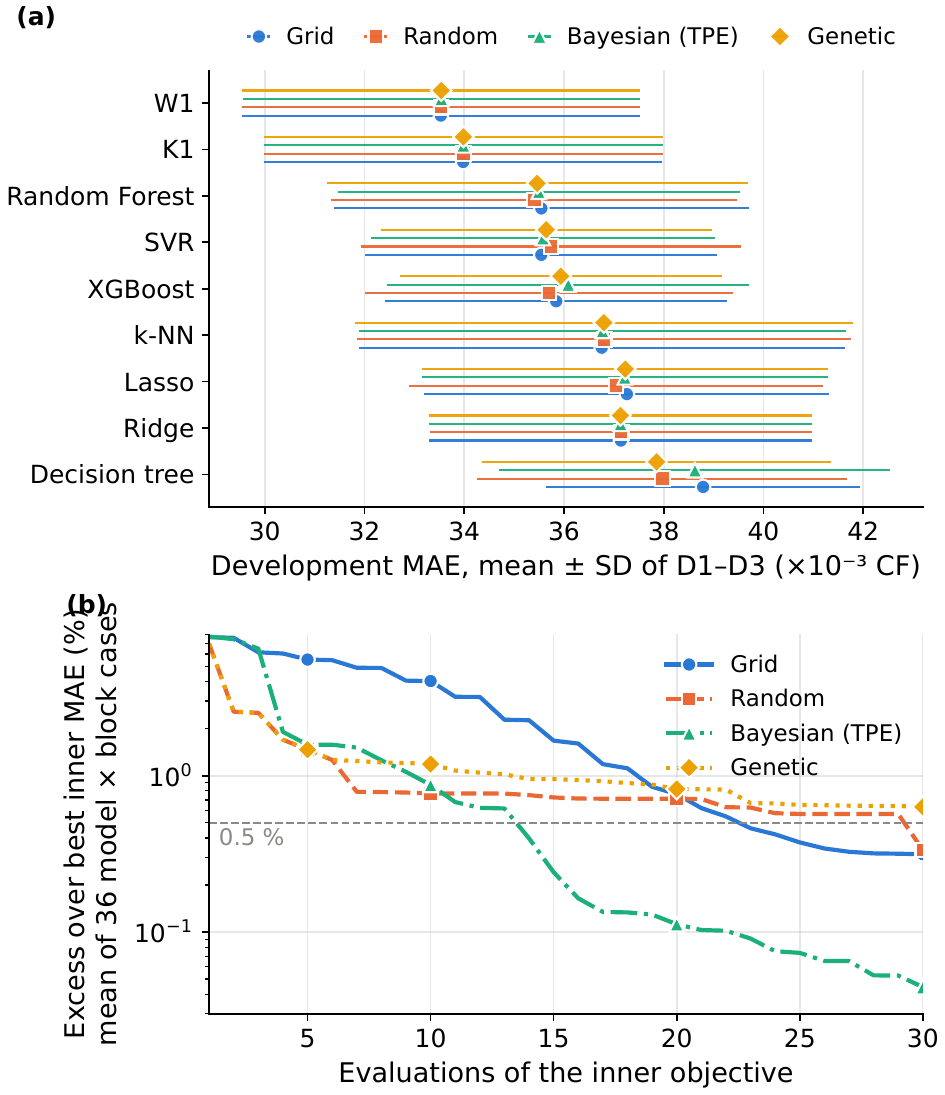 (a)
Grid Random Bayesian (TPE) Genetic
W1
K1
Random Forest
SVR
XGBoost
k-NN
Lasso
Ridge
Decision tree
30 32 34 36 38 40 42
Development MAE, mean ± SD of D1–D3 (×10⁻³ CF)
(b)
Excess over best inner MAE (%)
mean of 36 model × block cases
Grid
Random
Bayesian (TPE)
Genetic
10⁰
0.5 %
10⁻¹
5 10 15 20 25 30
Evaluations of the inner objective